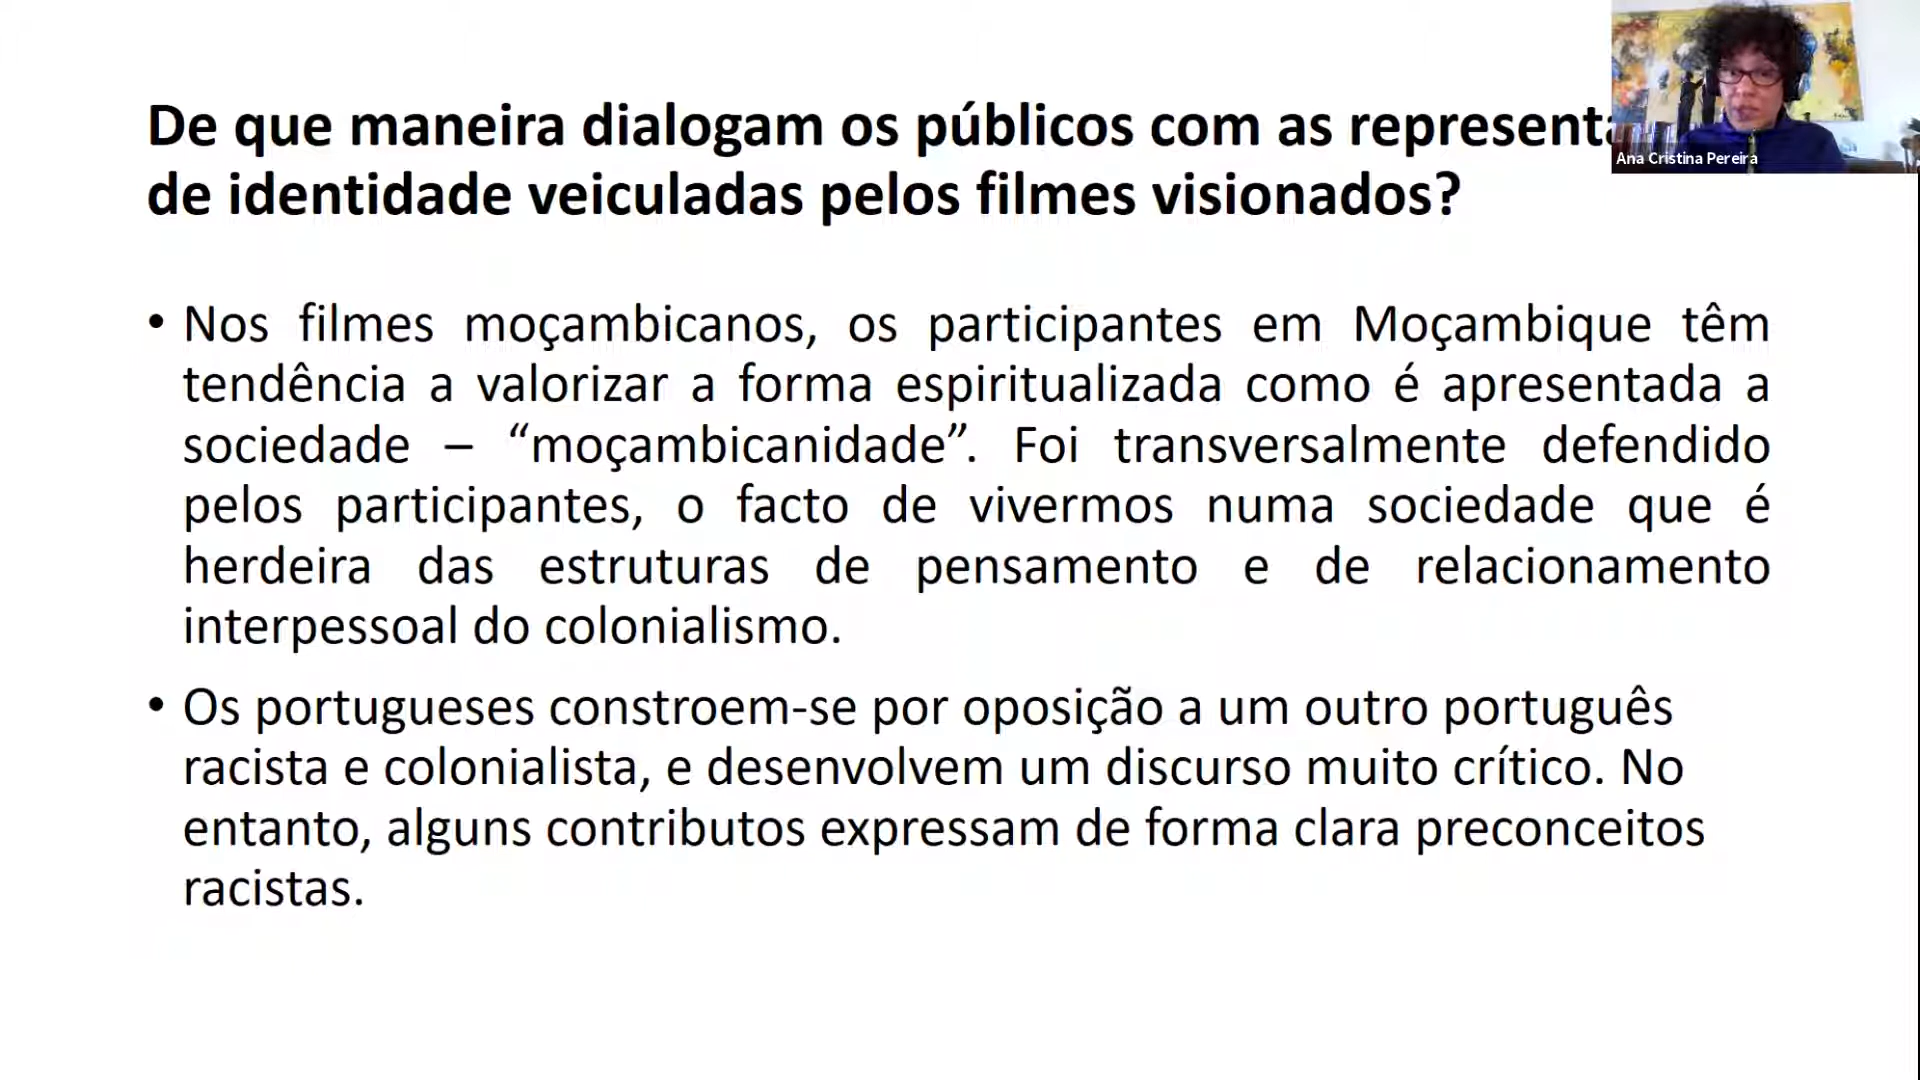 De que maneira dialogam os públicos com as
de identidade veiculadas pelos filmes visionados?
Ana Cristina Pereira
• Nos filmes moçambicanos, os participantes em Moçambique têm
tendência a valorizar a forma espiritualizada como é apresentada a
sociedade – “moçambicanidade”. Foi transversalmente defendido
pelos participantes, o facto de vivermos numa sociedade que é
herdeira das estruturas de pensamento e de relacionamento
interpessoal do colonialismo.
• Os portugueses constroem-se por oposição a um outro português
racista e colonialista, e desenvolvem um discurso muito crítico. No
entanto, alguns contributos expressam de forma clara preconceitos
racistas.